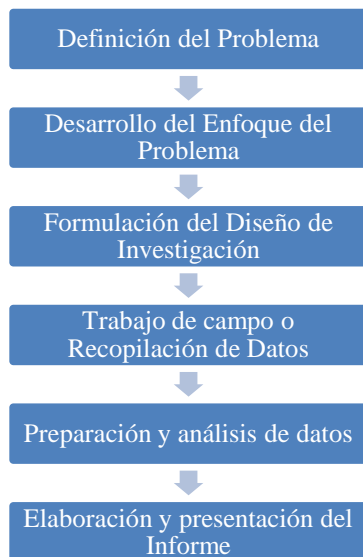 Definición del Problema
Desarrollo del Enfoque del
Problema
Formulación del Diseño de
Investigación
Trabajo de campo o
Recopilación de Datos
Preparación y análisis de datos
Elaboración y presentación del
Informe